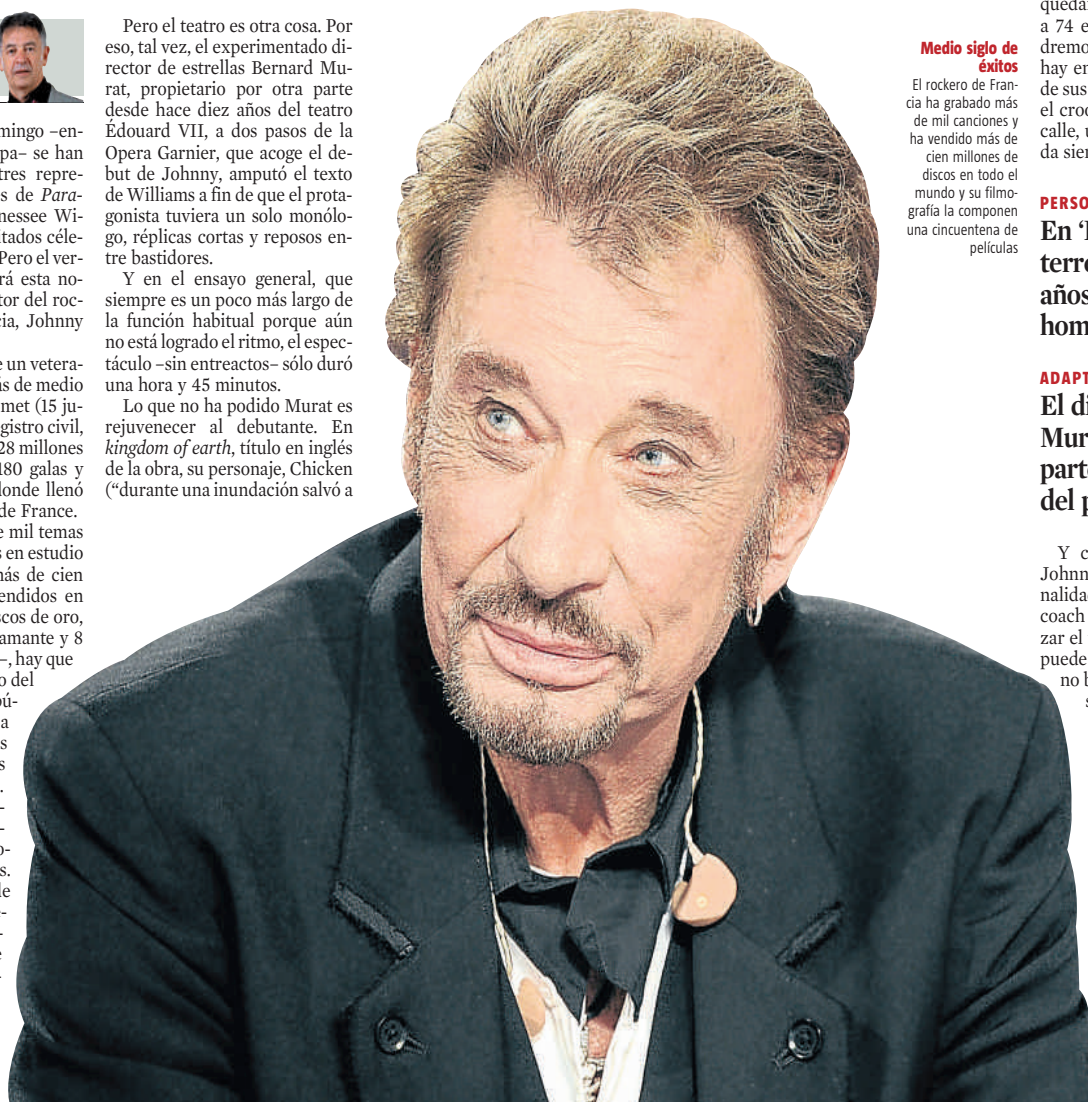 mingo –en-
pa– se han
tres repre-
s de Para-
nessee Wi-
itados céle-
Pero el ver-
rá esta no-
tor del roc-
cia, Johnny
e un vetera-
ás de medio
met (15 ju-
gistro civil,
28 millones
180 galas y
donde llenó
de France.
e mil temas
s en estudio
más de cien
endidos en
scos de oro,
amante y 8
–, hay que
o del
pú-
a
s
s
.
-
-
o-
s.
le
e-
-
e
.
Pero el teatro es otra cosa. Por
eso, tal vez, el experimentado di-
rector de estrellas Bernard Mu-
rat, propietario por otra parte
desde hace diez años del teatro
Édouard VII, a dos pasos de la
Opera Garnier, que acoge el de-
but de Johnny, amputó el texto
de Williams a fin de que el prota-
gonista tuviera un solo monólo-
go, réplicas cortas y reposos en-
tre bastidores.
Y en el ensayo general, que
siempre es un poco más largo de
la función habitual porque aún
no está logrado el ritmo, el espec-
táculo –sin entreactos– sólo duró
una hora y 45 minutos.
Lo que no ha podido Murat es
rejuvenecer al debutante. En
kingdom of earth, título en inglés
de la obra, su personaje, Chicken
(“durante una inundación salvó a
Medio siglo de
éxitos
El rockero de Fran-
cia ha grabado más
de mil canciones y
ha vendido más de
cien millones de
discos en todo el
mundo y su filmo-
grafía la componen
una cincuentena de
películas
quedar
a 74 e
dremo
hay en
de sus
el croc
calle, u
da sien
PERSO
En ‘
terro
años
hom
ADAPT
El di
Mur
part
del p
Y c
Johnn
nalidad
coach
zar el
puede
no b
s